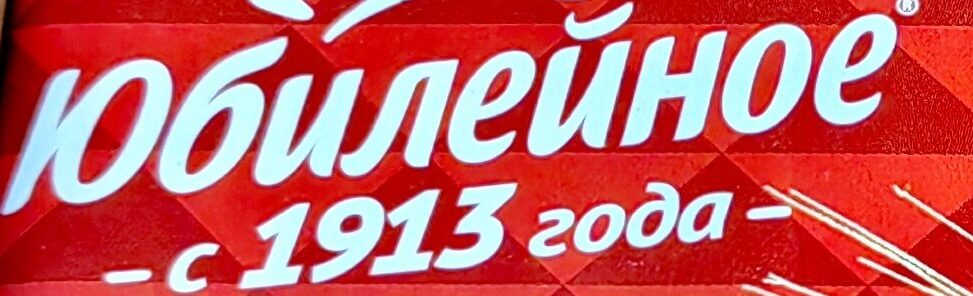 Юбилейное®
– с 1913 года –